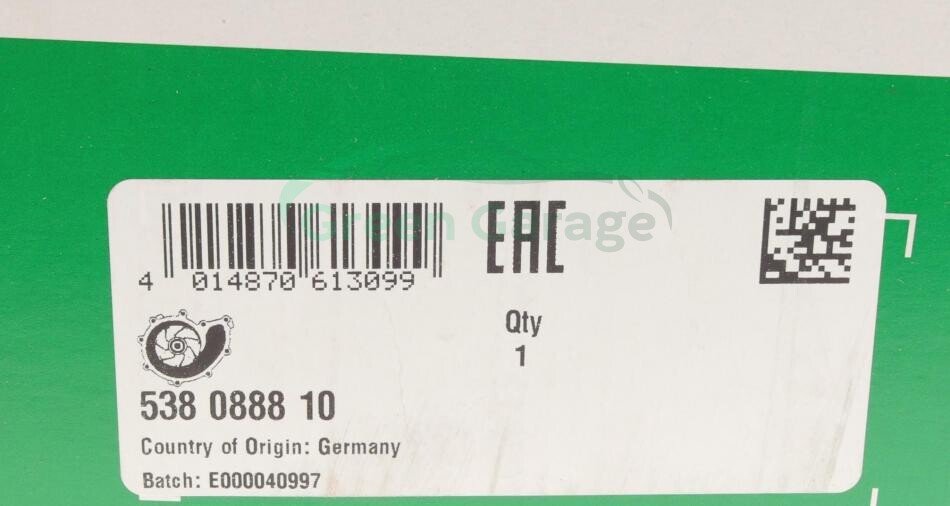 Green Garage
4 014870 613099
EAC
Qty
1
538 0888 10
Country of Origin: Germany
Batch: E000040997